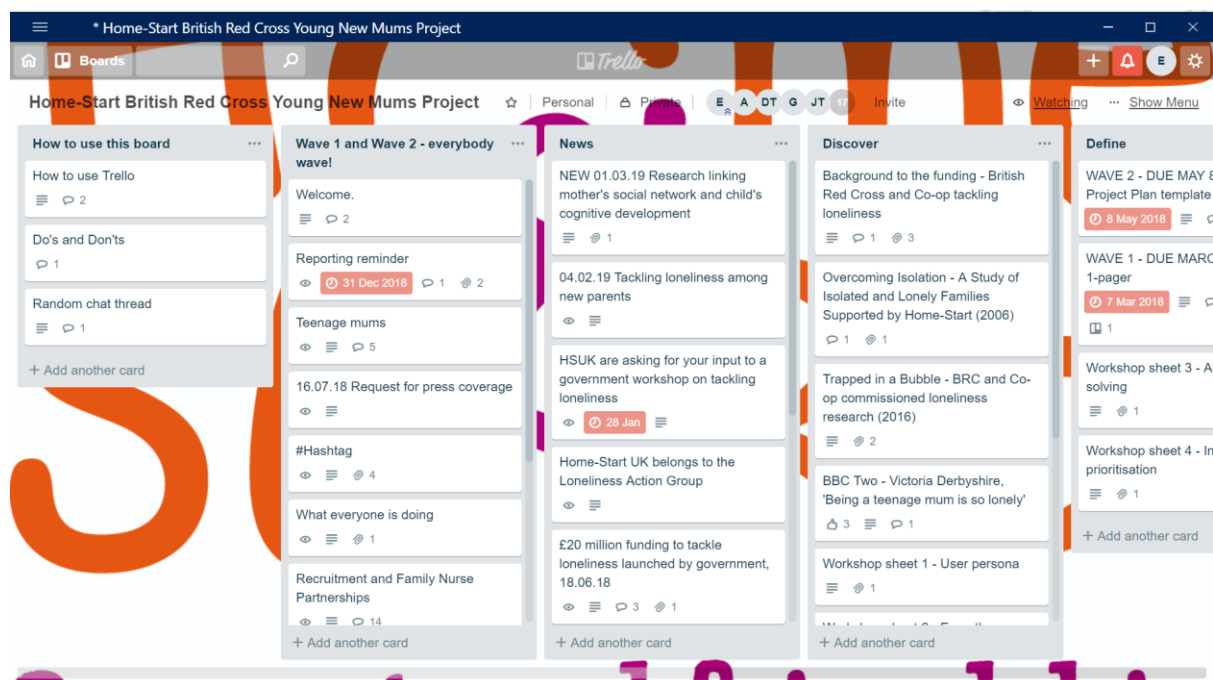 * Home-Start British Red Cross Young New Mums Project
Boards
Trello
E
Home-Start British Red Cross Young New Mums Project
Personal
Private
E A DT G JT 17
Invite
Watching
Show Menu
How to use this board
How to use Trello
2
Do's and Don'ts
1
Random chat thread
1
+ Add another card
Wave 1 and Wave 2 - everybody
wave!
Welcome.
2
Reporting reminder
31 Dec 2018 1 2
Teenage mums
5
16.07.18 Request for press coverage
#Hashtag
4
What everyone is doing
1
Recruitment and Family Nurse
Partnerships
14
+ Add another card
News
NEW 01.03.19 Research linking
mother's social network and child's
cognitive development
1
04.02.19 Tackling loneliness among
new parents
HSUK are asking for your input to a
government workshop on tackling
loneliness
28 Jan
Home-Start UK belongs to the
Loneliness Action Group
£20 million funding to tackle
loneliness launched by government,
18.06.18
3 1
+ Add another card
Discover
Background to the funding - British
Red Cross and Co-op tackling
loneliness
1 3
Overcoming Isolation - A Study of
Isolated and Lonely Families
Supported by Home-Start (2006)
1 1
Trapped in a Bubble - BRC and Co-
op commissioned loneliness
research (2016)
2
BBC Two - Victoria Derbyshire,
'Being a teenage mum is so lonely'
3 1
Workshop sheet 1 - User persona
1
+ Add another card
Define
WAVE 2 - DUE MAY 8
Project Plan template
8 May 2018
WAVE 1 - DUE MARC
1-pager
7 Mar 2018
1
Workshop sheet 3 - A
solving
1
Workshop sheet 4 - Im
prioritisation
1
+ Add another card